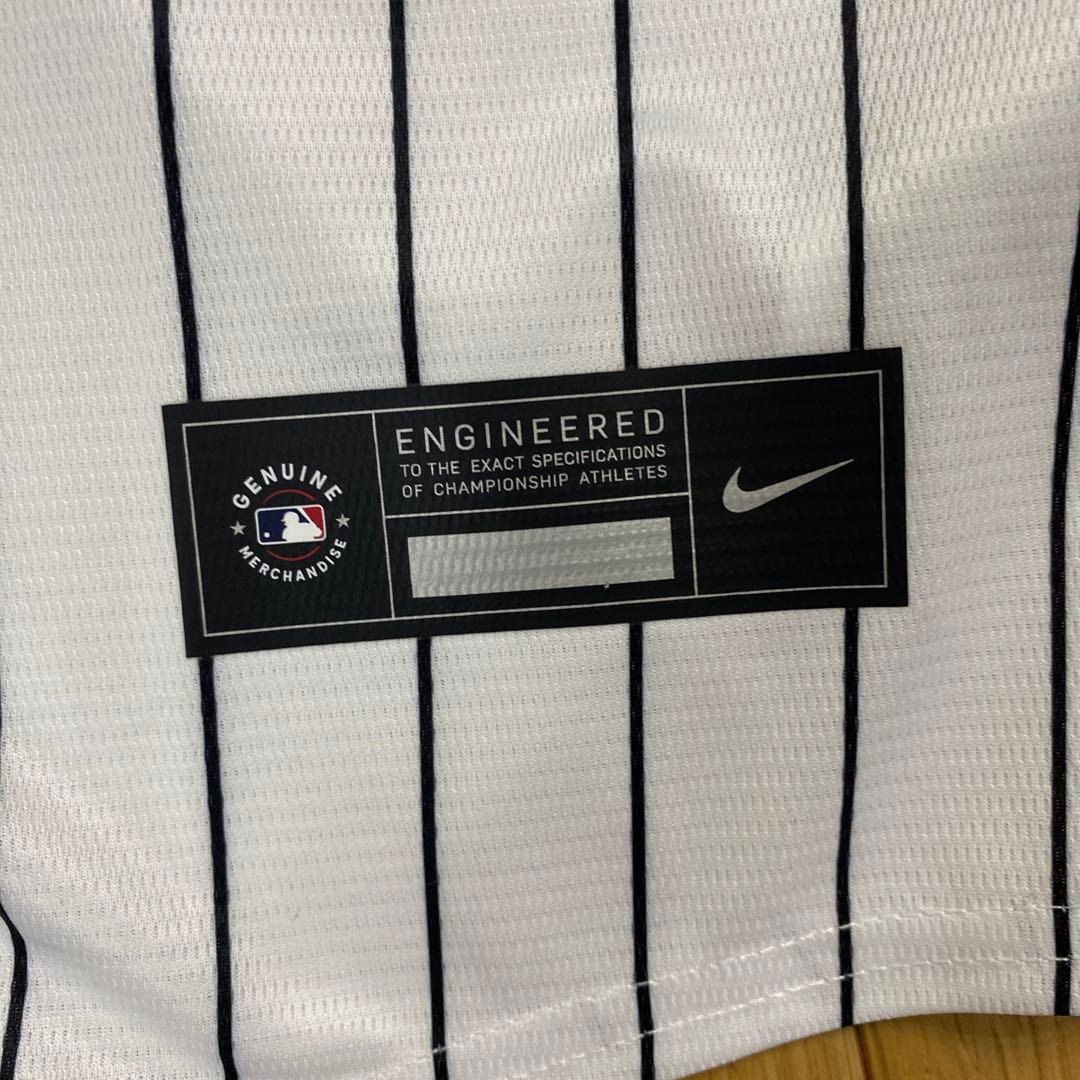 GENUINE
MERCHANDISE
ENGINEERED
TO THE EXACT SPECIFICATIONS
OF CHAMPIONSHIP ATHLETES